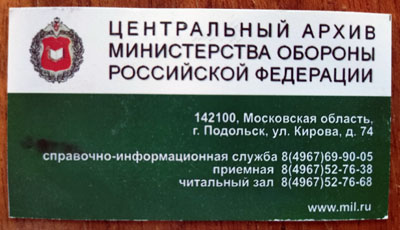 ЦЕНТРАЛЬНЫЙ АРХИВ
МИНИСТЕРСТВА ОБОРОНЫ
РОССИЙСКОЙ ФЕДЕРАЦИИ
142100, Московская область,
г. Подольск, ул. Кирова, д. 74
справочно-информационная служба 8(4967)69-90-05
приемная 8(4967)52-76-38
читальный зал 8(4967)52-76-68
www.mil.ru